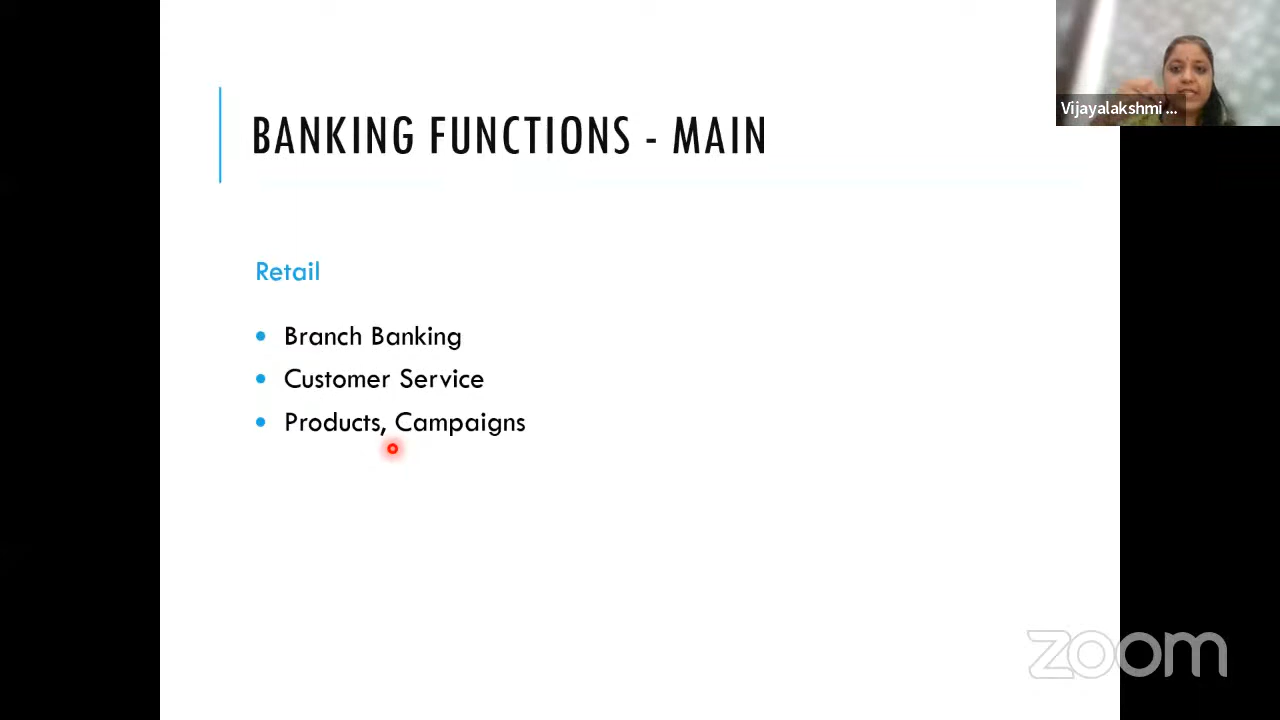 Vijayalakshmi ...
BANKING FUNCTIONS - MAIN
Retail
• Branch Banking
• Customer Service
• Products, Campaigns
zoom